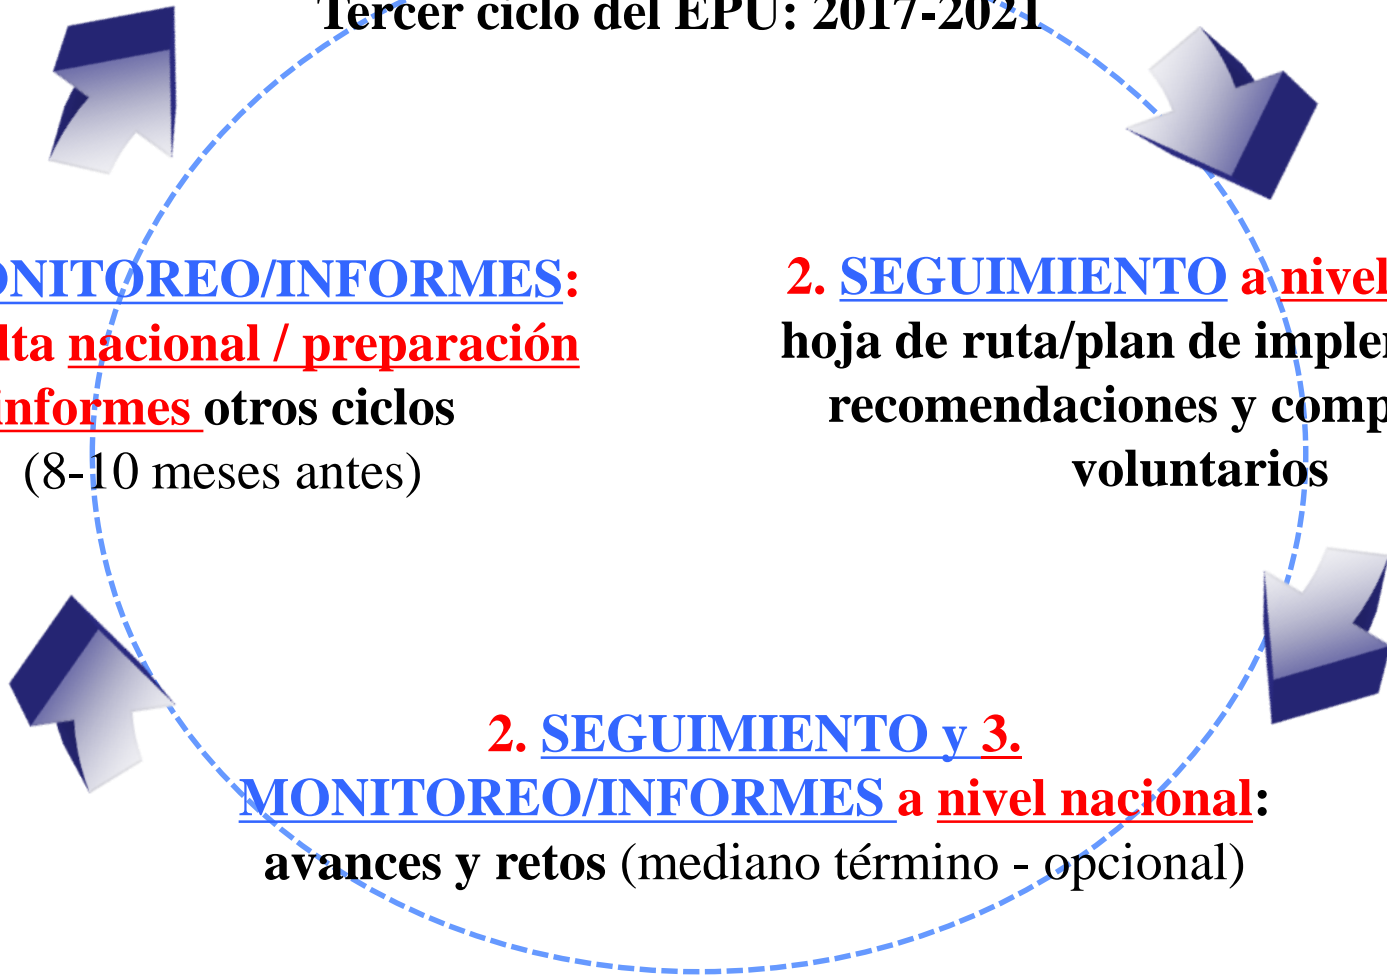 Tercer ciclo del EPU: 2017-2021
ONITOREO/INFORMES:
lta nacional / preparación
informes otros ciclos
(8-10 meses antes)
2. SEGUIMIENTO a nivel
hoja de ruta/plan de imple
recomendaciones y comp
voluntarios
2. SEGUIMIENTO y 3.
MONITOREO/INFORMES a nivel nacional:
avances y retos (mediano término - opcional)